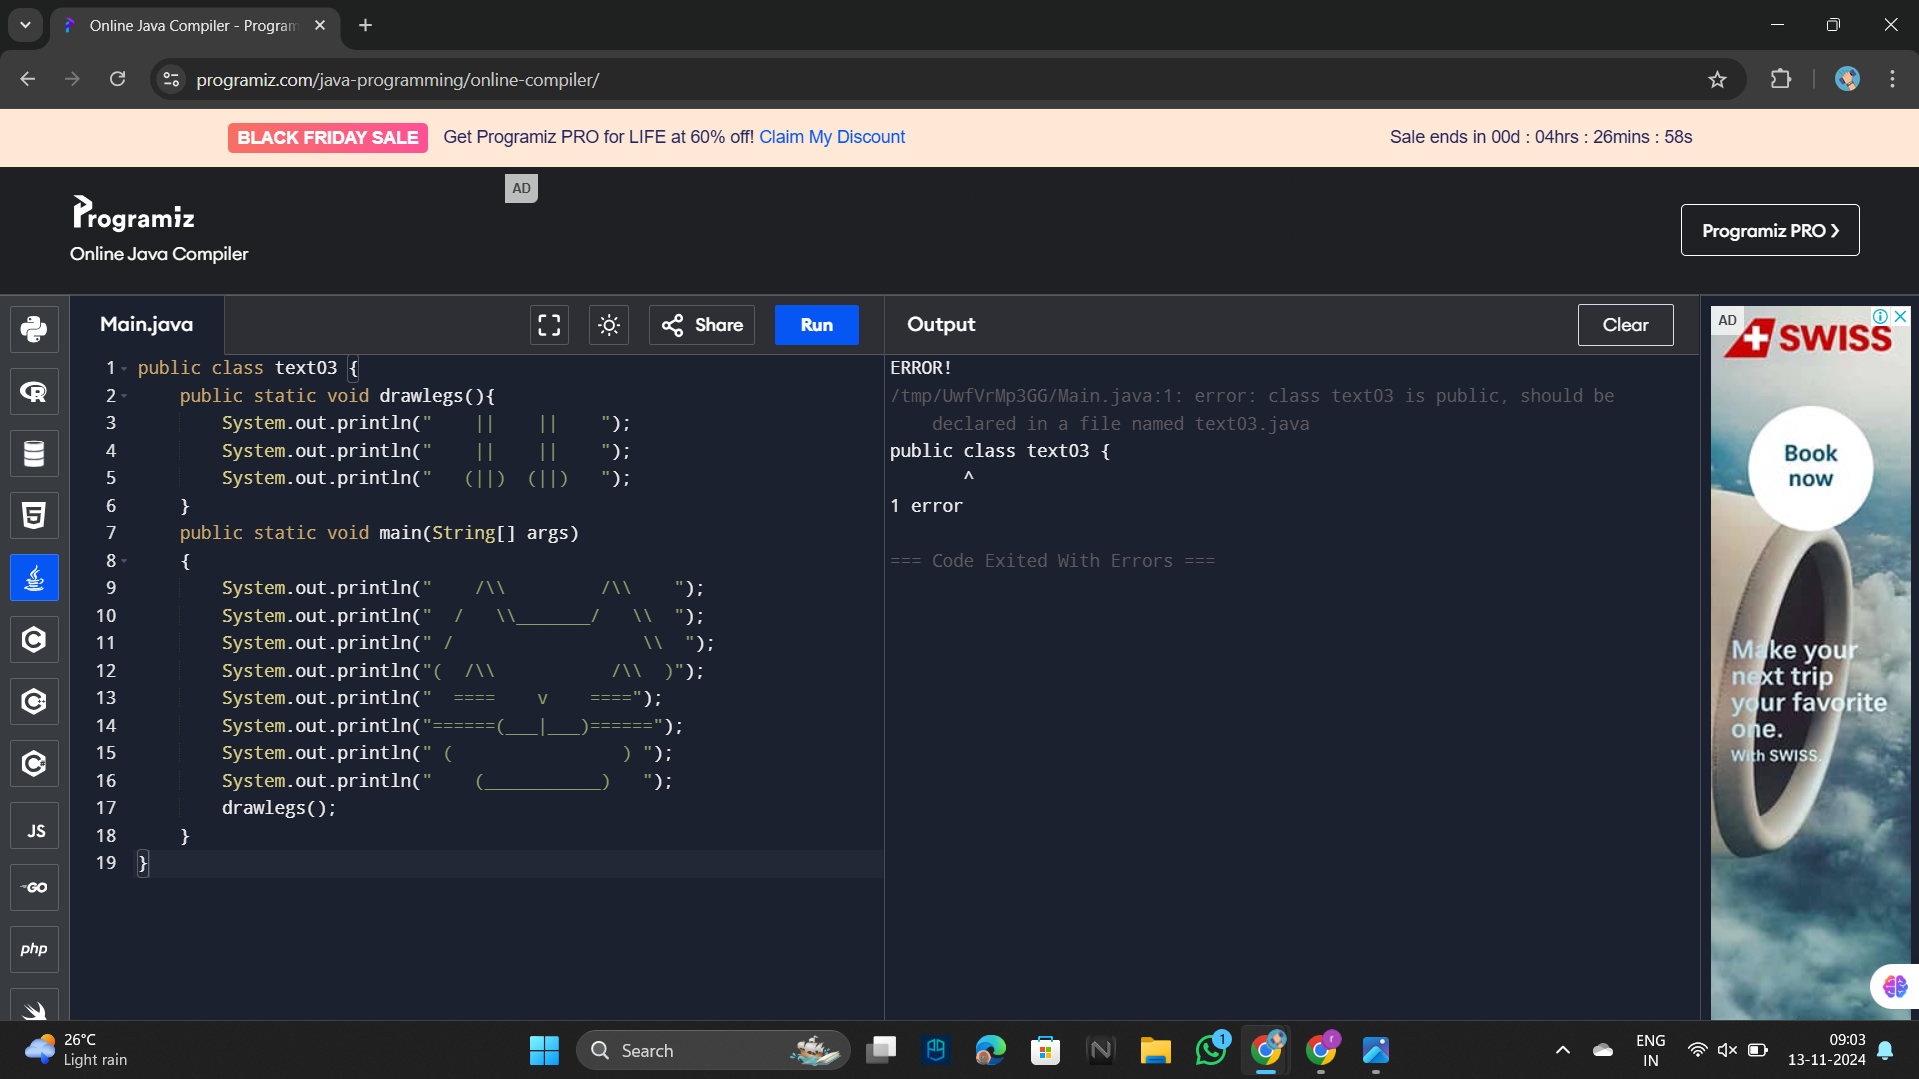 Online Java Compiler - Program
programiz.com/java-programming/online-compiler/
BLACK FRIDAY SALE Get Programiz PRO for LIFE at 60% off! Claim My Discount Sale ends in 00d : 04hrs : 26mins : 58s
AD
Programiz
Online Java Compiler
Programiz PRO ❯
Main.java Share Run Output Clear
1 public class text03 {
2     public static void drawlegs(){
3         System.out.println("    ||    ||    ");
4         System.out.println("    ||    ||    ");
5         System.out.println("   (||)  (||)   ");
6     }
7     public static void main(String[] args)
8     {
9         System.out.println("    /\\         /\\    ");
10         System.out.println("  /   \\_______/   \\  ");
11         System.out.println(" /                  \\  ");
12         System.out.println("(  /\\           /\\  )");
13         System.out.println("  ====    v    ====");
14         System.out.println("======(___|___)======");
15         System.out.println(" (                ) ");
16         System.out.println("    (___________)   ");
17         drawlegs();
18     }
19 }
ERROR!
/tmp/UwfVrMp3GG/Main.java:1: error: class text03 is public, should be
declared in a file named text03.java
public class text03 {
       ^
1 error
=== Code Exited With Errors ===
AD
SWISS
Book
now
Make your
next trip
your favorite
one.
With SWISS.
JS
GO
php
26°C
Light rain
Search
1
r
ENG
IN
09:03
13-11-2024